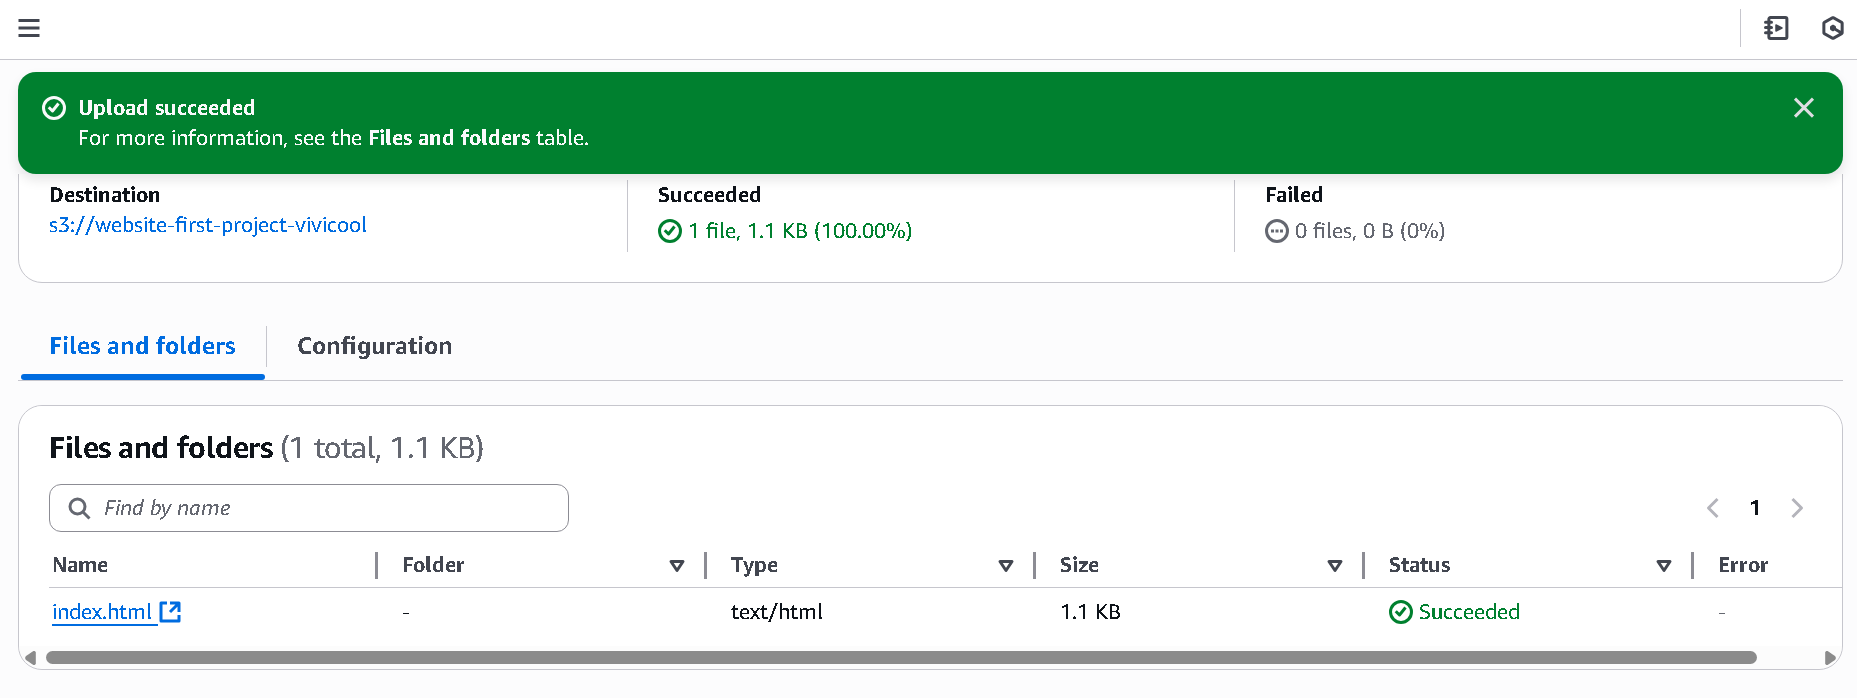 Upload succeeded
For more information, see the Files and folders table.
Destination
s3://website-first-project-vivicool
Succeeded
1 file, 1.1 KB (100.00%)
Failed
0 files, 0 B (0%)
Files and folders
Configuration
Files and folders (1 total, 1.1 KB)
Find by name
1
Name Folder Type Size Status Error
index.html - text/html 1.1 KB Succeeded -